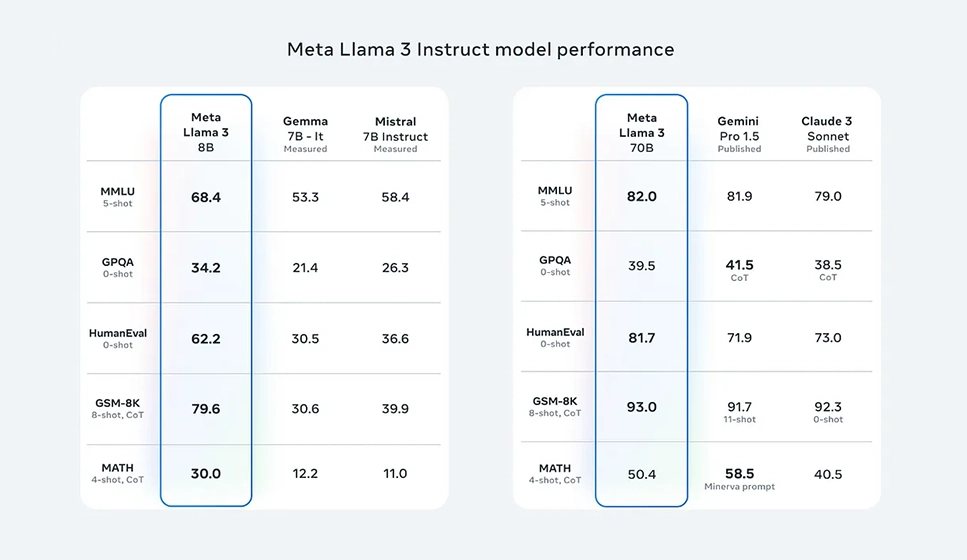 Meta Llama 3 Instruct model performance
Meta
Llama 3
8B
Gemma
7B - It
Measured
Mistral
7B Instruct
Measured
MMLU
5-shot
68.4
53.3
58.4
GPQA
0-shot
34.2
21.4
26.3
HumanEval
0-shot
62.2
30.5
36.6
GSM-8K
8-shot, CoT
79.6
30.6
39.9
MATH
4-shot, CoT
30.0
12.2
11.0
Meta
Llama 3
70B
Gemini
Pro 1.5
Published
Claude 3
Sonnet
Published
MMLU
5-shot
82.0
81.9
79.0
GPQA
0-shot
39.5
41.5
CoT
38.5
CoT
HumanEval
0-shot
81.7
71.9
73.0
GSM-8K
8-shot, CoT
93.0
91.7
11-shot
92.3
0-shot
MATH
4-shot, CoT
50.4
58.5
Minerva prompt
40.5